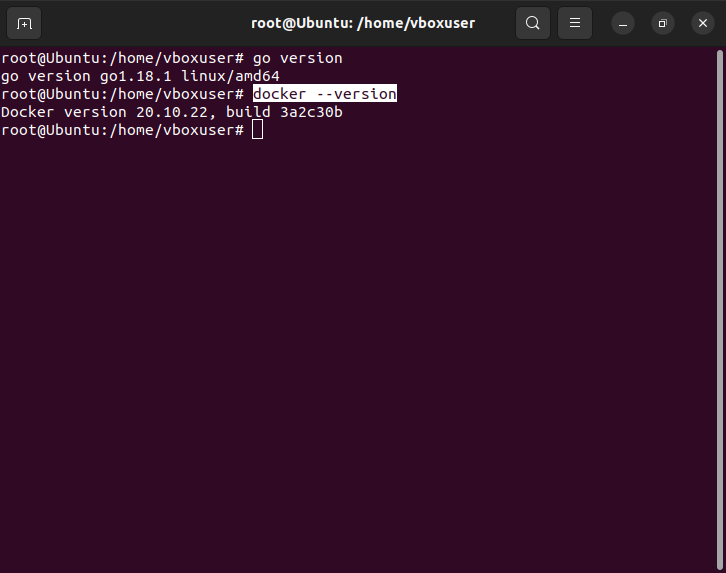 root@Ubuntu: /home/vboxuser
root@Ubuntu:/home/vboxuser# go version
go version go1.18.1 linux/amd64
root@Ubuntu:/home/vboxuser# docker --version
Docker version 20.10.22, build 3a2c30b
root@Ubuntu:/home/vboxuser#